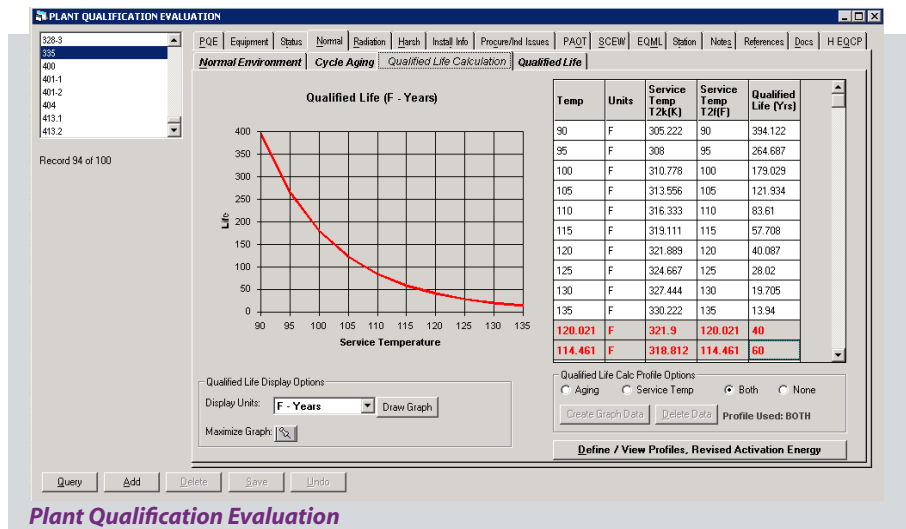 PLANT QUALIFICATION EVALUATION
328-3
335
400
401-1
401-2
404
413.1
413.2
Record 94 of 100
PQE Equipment Status Normal Radiation Harsh Install Info Procure/Ind Issues PAQT SCEW EQML Station Notes References Docs H EQCP
Normal Environment Cycle Aging Qualified Life Calculation Qualified Life
Qualified Life (F - Years)
Life
400
350
300
250
200
150
100
50
0
90 95 100 105 110 115 120 125 130 135
Service Temperature
Temp Units Service Temp T2k(K) Service Temp T2f(F) Qualified Life (Yrs)
90 F 305.222 90 394.122
95 F 308 95 264.687
100 F 310.778 100 179.029
105 F 313.556 105 121.934
110 F 316.333 110 83.61
115 F 319.111 115 57.708
120 F 321.889 120 40.087
125 F 324.667 125 28.02
130 F 327.444 130 19.705
135 F 330.222 135 13.94
120.021 F 321.9 120.021 40
114.461 F 318.812 114.461 60
Qualified Life Display Options
Display Units: F - Years Draw Graph
Maximize Graph:
Qualified Life Calc Profile Options
Aging Service Temp Both None
Create Graph Data Delete Data Profile Used: BOTH
Define / View Profiles, Revised Activation Energy
Query Add Delete Save Undo
Plant Qualification Evaluation